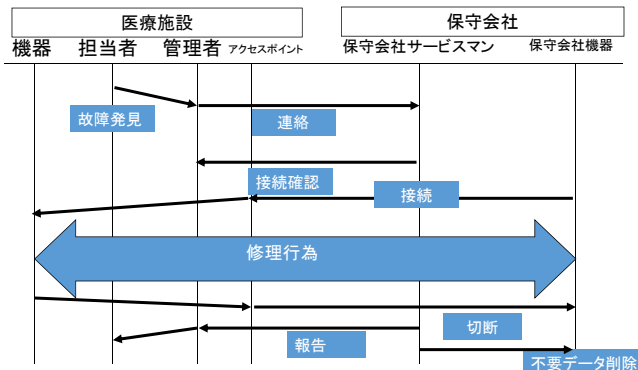 医療施設
保守会社
機器
担当者
管理者
アクセスポイント
保守会社サービスマン
保守会社機器
故障発見
連絡
接続確認
接続
修理行為
切断
報告
不要データ削除